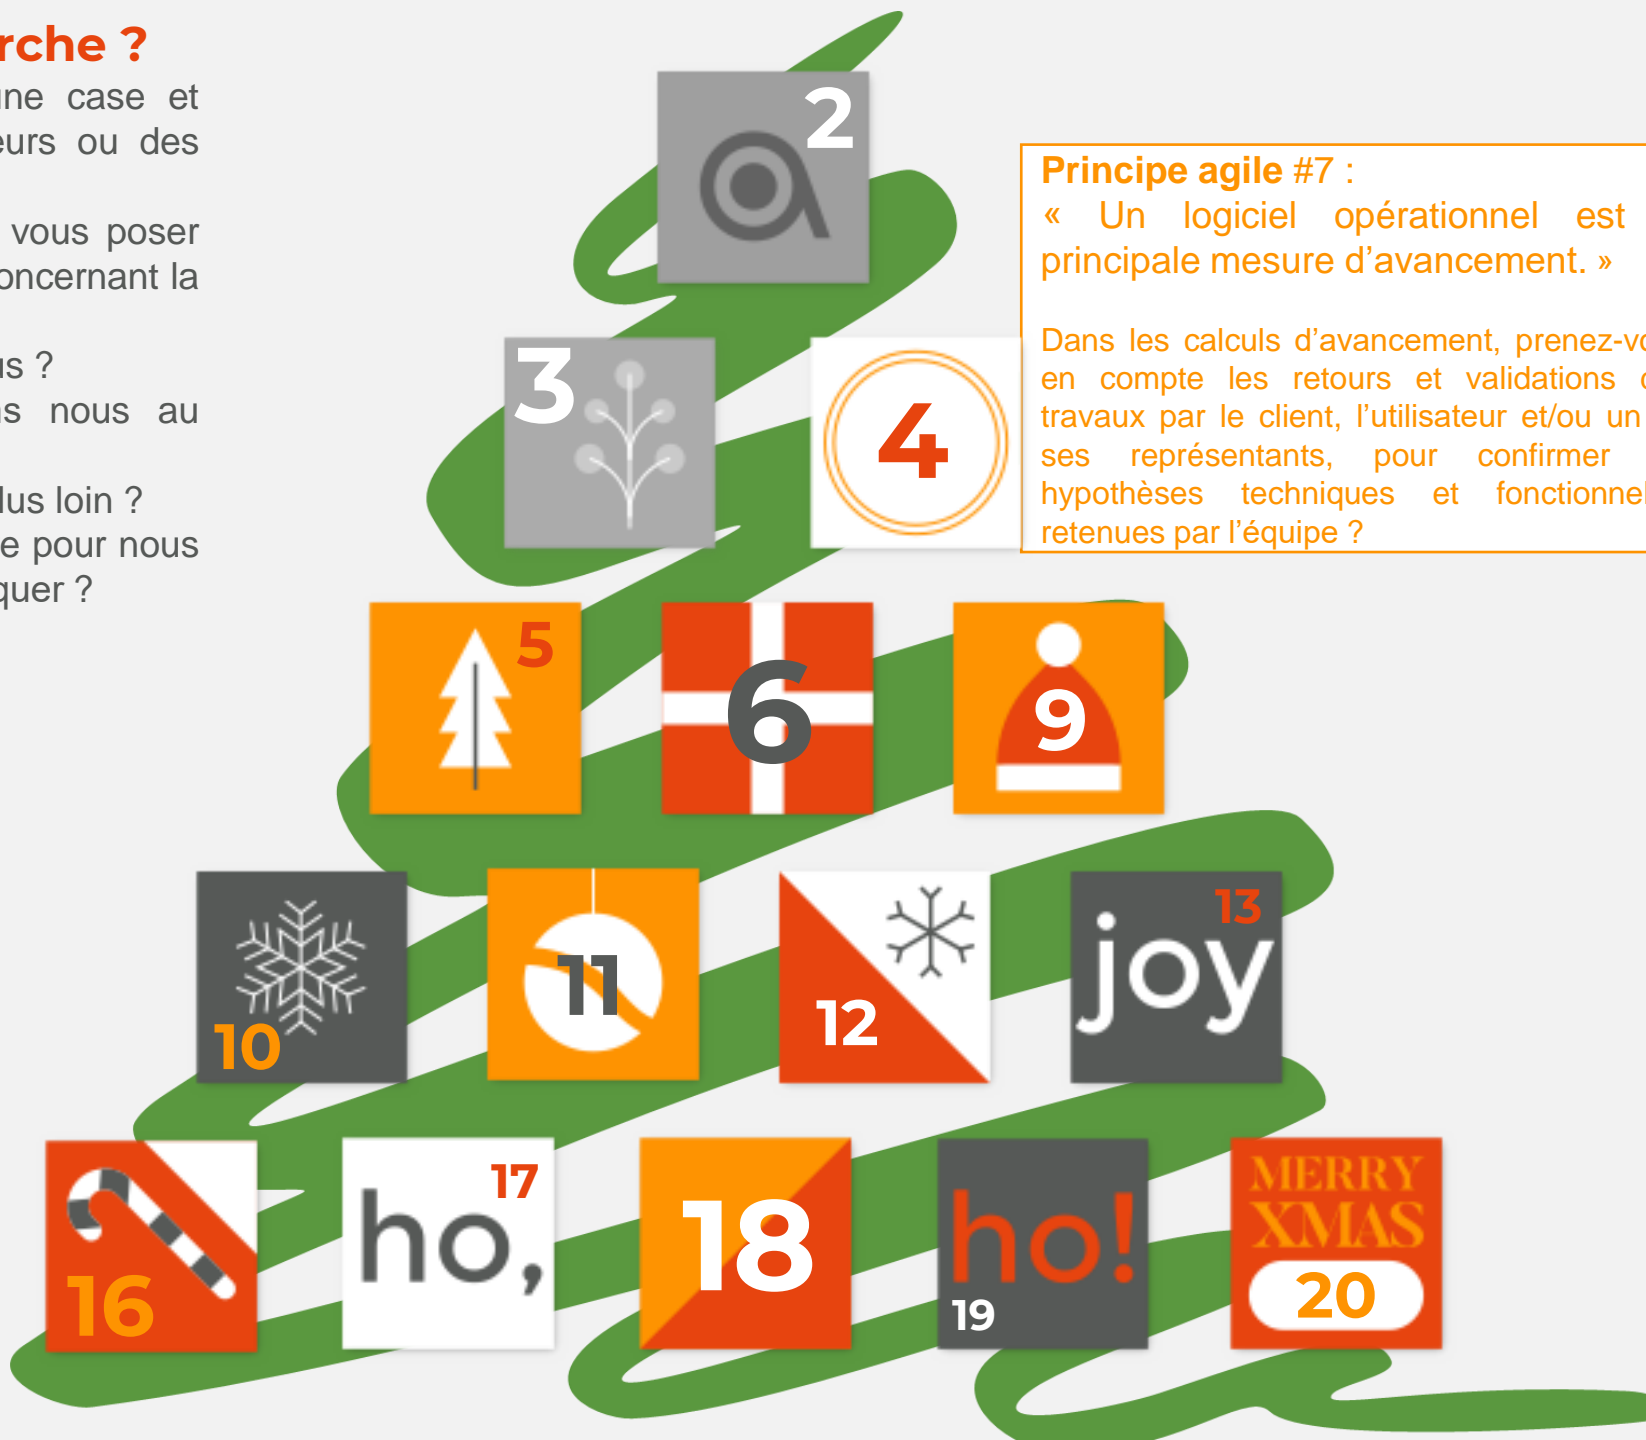 rche ?
une case et
eurs ou des
vous poser
oncernant la
us ?
ns nous au
lus loin ?
e pour nous
quer ?
2
Principe agile #7 :
« Un logiciel opérationnel est
principale mesure d’avancement. »
Dans les calculs d’avancement, prenez-vo
en compte les retours et validations
travaux par le client, l’utilisateur et/ou un
ses représentants, pour confirmer
hypothèses techniques et fonctionnel
retenues par l’équipe ?
3
4
5
6
9
10
11
12
13
joy
16
17
ho,
18
ho!
19
MERRY
XMAS
20